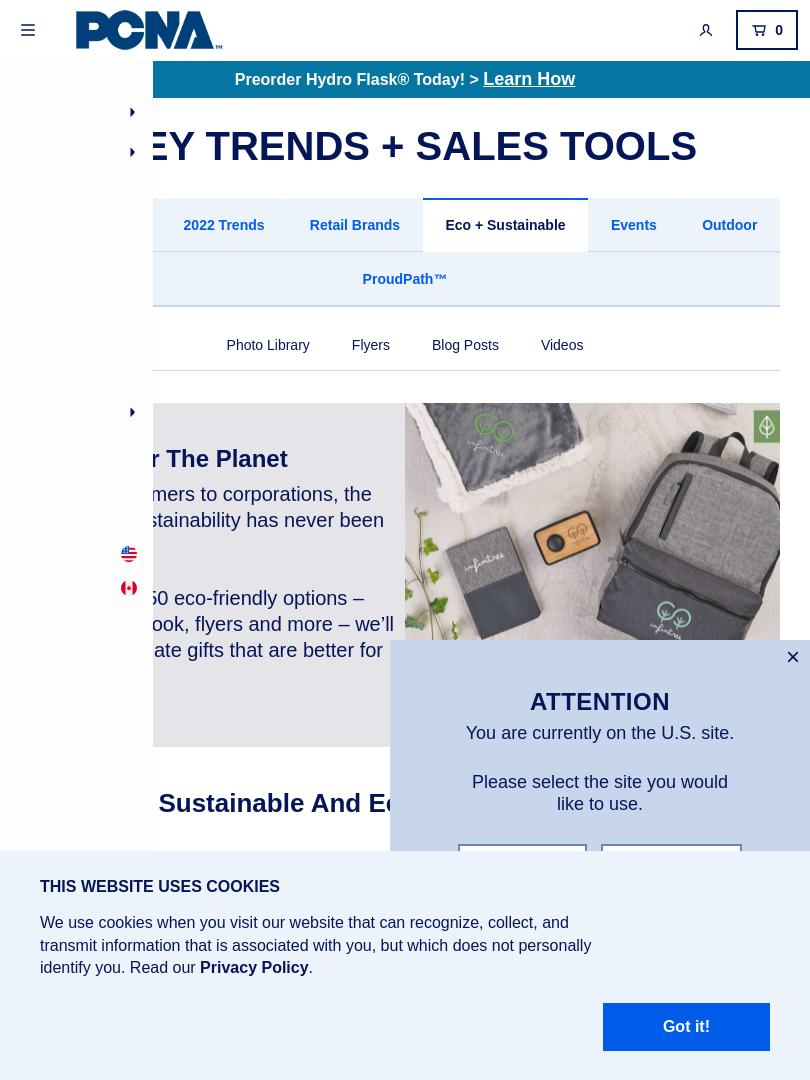 PCNA™
0
Preorder Hydro Flask® Today! > Learn How
EY TRENDS + SALES TOOLS
2022 Trends
Retail Brands
Eco + Sustainable
Events
Outdoor
ProudPath™
Photo Library
Flyers
Blog Posts
Videos
r The Planet
mers to corporations, the
stainability has never been
50 eco-friendly options –
ook, flyers and more – we'll
ate gifts that are better for
infinitree
infinitree
infinitree
ATTENTION
You are currently on the U.S. site.
Please select the site you would
like to use.
Sustainable And Ec
THIS WEBSITE USES COOKIES
We use cookies when you visit our website that can recognize, collect, and
transmit information that is associated with you, but which does not personally
identify you. Read our Privacy Policy.
Got it!